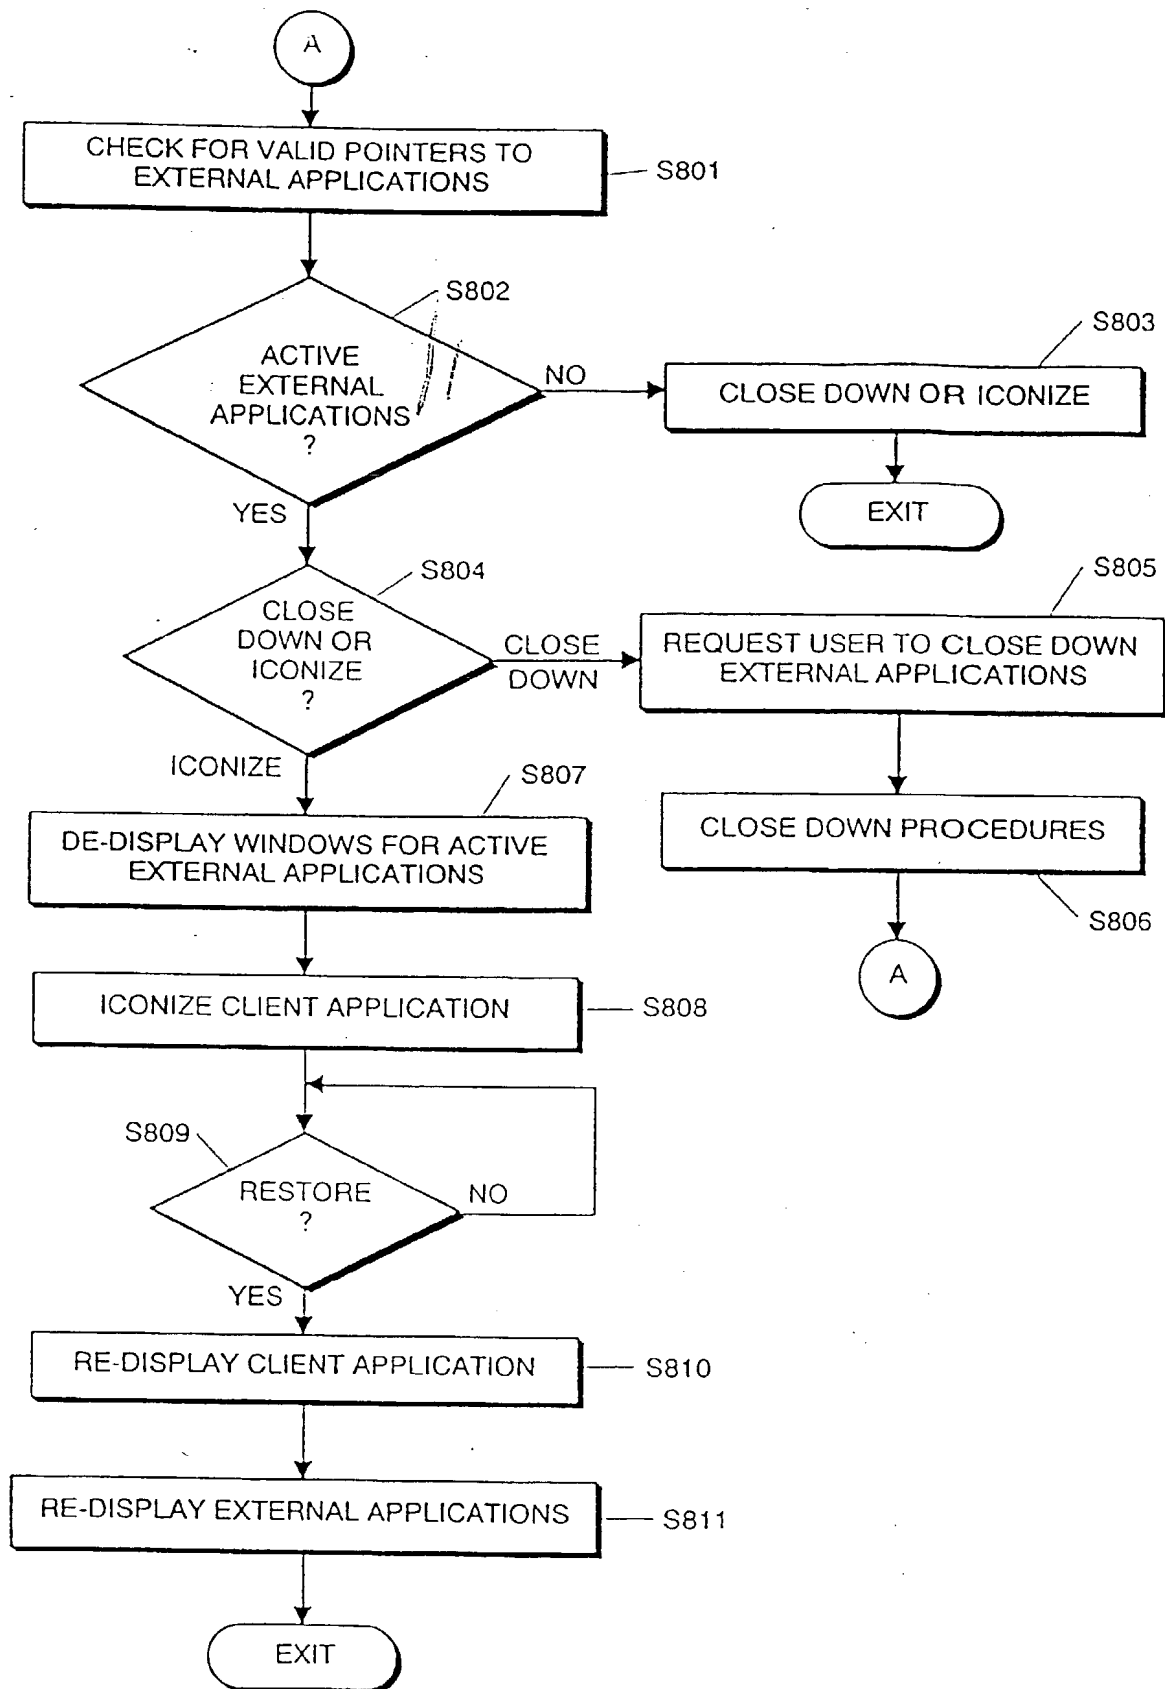 A
CHECK FOR VALID POINTERS TO
EXTERNAL APPLICATIONS
S801
S802
ACTIVE
EXTERNAL
APPLICATIONS
?
NO
YES
S803
CLOSE DOWN OR ICONIZE
EXIT
S804
CLOSE
DOWN OR
ICONIZE
?
CLOSE
DOWN
ICONIZE
S805
REQUEST USER TO CLOSE DOWN
EXTERNAL APPLICATIONS
CLOSE DOWN PROCEDURES
S806
A
S807
DE-DISPLAY WINDOWS FOR ACTIVE
EXTERNAL APPLICATIONS
ICONIZE CLIENT APPLICATION
S808
S809
RESTORE
?
NO
YES
RE-DISPLAY CLIENT APPLICATION
S810
RE-DISPLAY EXTERNAL APPLICATIONS
S811
EXIT